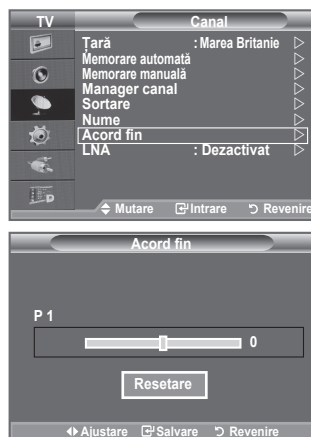 TV Canal
Țară : Marea Britanie
Memorare automată
Memorare manuală
Manager canal
Sortare
Nume
Acord fin
LNA : Dezactivat
Mutare Intrare Revenire
Acord fin
P 1
0
Resetare
Ajustare Salvare Revenire